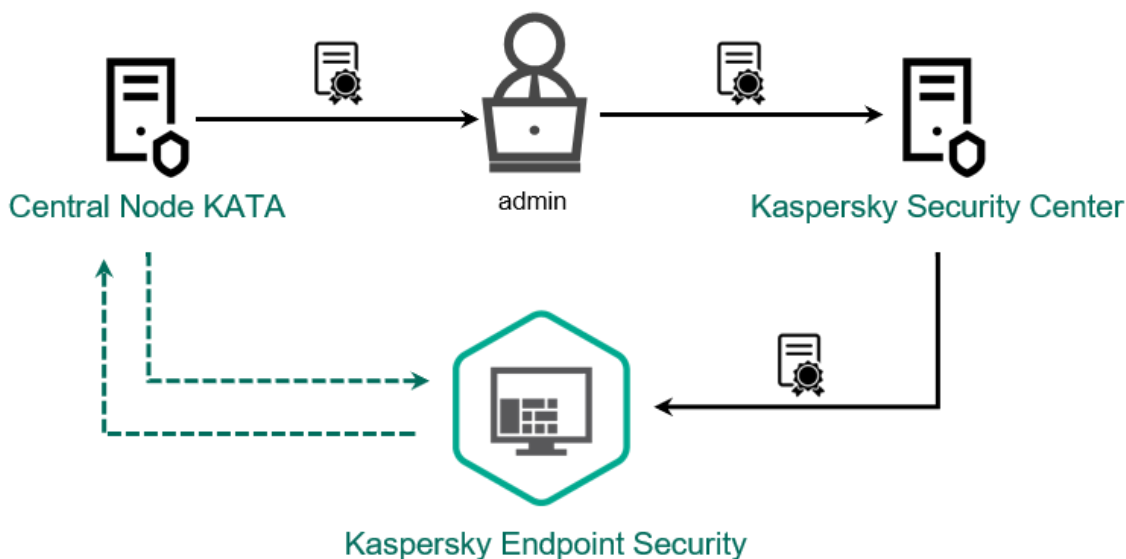 admin
Central Node KATA
Kaspersky Security Center
Kaspersky Endpoint Security